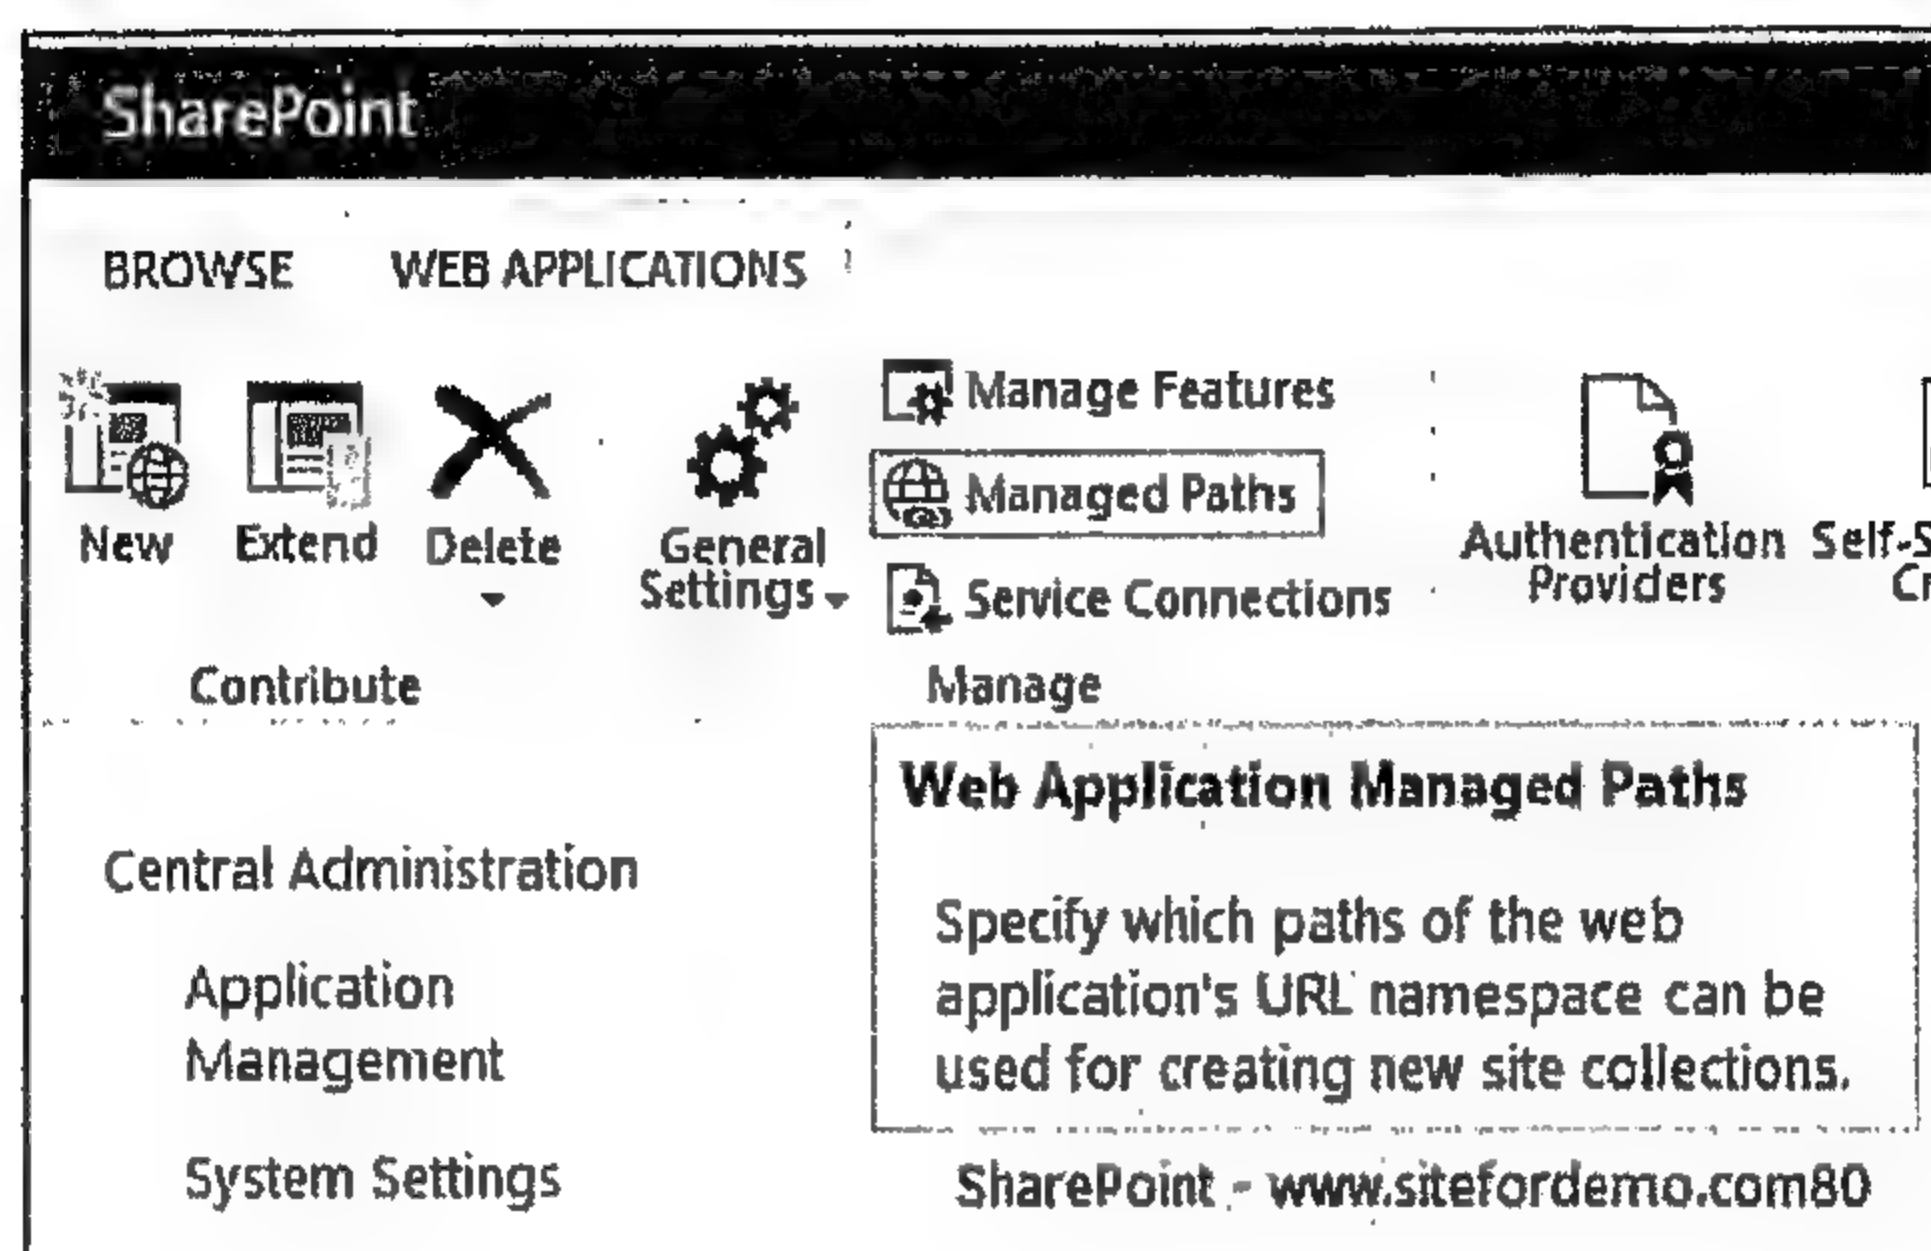 SharePoint
BROWSE WEB APPLICATIONS
New
Extend
Delete
General
Settings
Manage Features
Managed Paths
Service Connections
Authentication
Providers
Self-S
Cr
Contribute
Manage
Web Application Managed Paths
Specify which paths of the web
application's URL namespace can be
used for creating new site collections.
Central Administration
Application
Management
System Settings
SharePoint - www.sitefordemo.com80